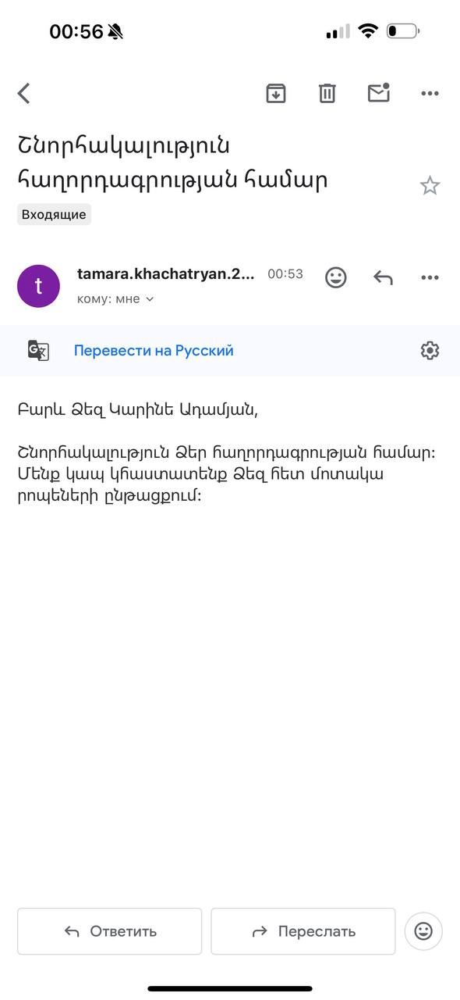 00:56
Շնորհակալություն
հաղորդագրության համար
Входящие
t
tamara.khachatryan.2... 00:53
кому: мне
Перевести на Русский
Բարև Ձեզ Կարինե Ադամյան,
Շնորհակալություն Ձեր հաղորդագրության համար:
Մենք կապ կհաստատենք Ձեզ հետ մոտակա
րոպեների ընթացքում:
Ответить
Переслать